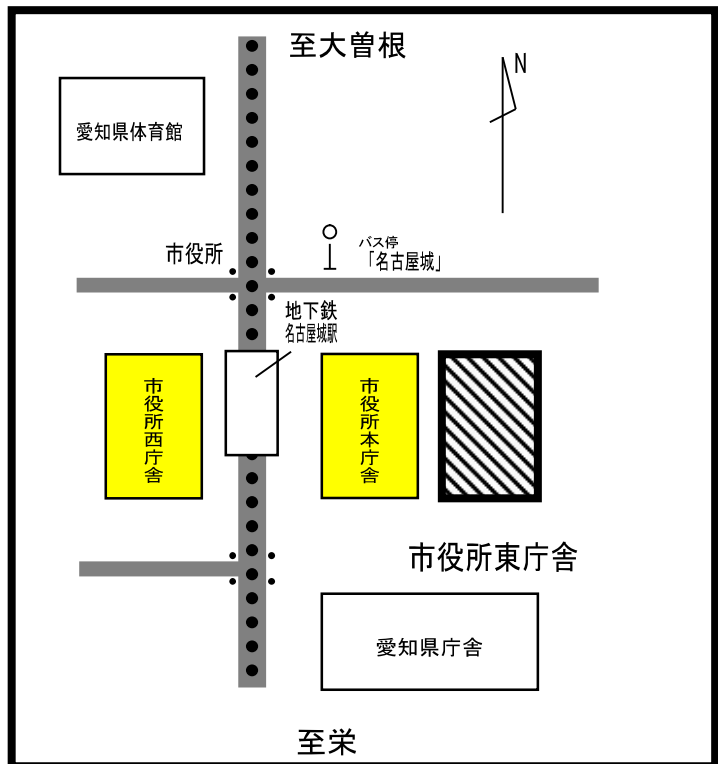 至大曽根
N
愛知県体育館
市役所
バス停
「名古屋城」
地下鉄
名古屋城駅
市役所西庁舎
市役所本庁舎
市役所東庁舎
愛知県庁舎
至栄